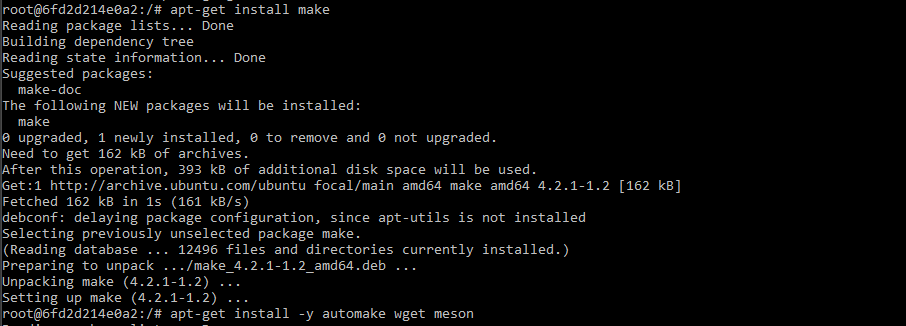 root@6fd2d214e0a2:/# apt-get install make
Reading package lists... Done
Building dependency tree
Reading state information... Done
Suggested packages:
  make-doc
The following NEW packages will be installed:
  make
0 upgraded, 1 newly installed, 0 to remove and 0 not upgraded.
Need to get 162 kB of archives.
After this operation, 393 kB of additional disk space will be used.
Get:1 http://archive.ubuntu.com/ubuntu focal/main amd64 make amd64 4.2.1-1.2 [162 kB]
Fetched 162 kB in 1s (161 kB/s)
debconf: delaying package configuration, since apt-utils is not installed
Selecting previously unselected package make.
(Reading database ... 12496 files and directories currently installed.)
Preparing to unpack .../make_4.2.1-1.2_amd64.deb ...
Unpacking make (4.2.1-1.2) ...
Setting up make (4.2.1-1.2) ...
root@6fd2d214e0a2:/# apt-get install -y automake wget meson